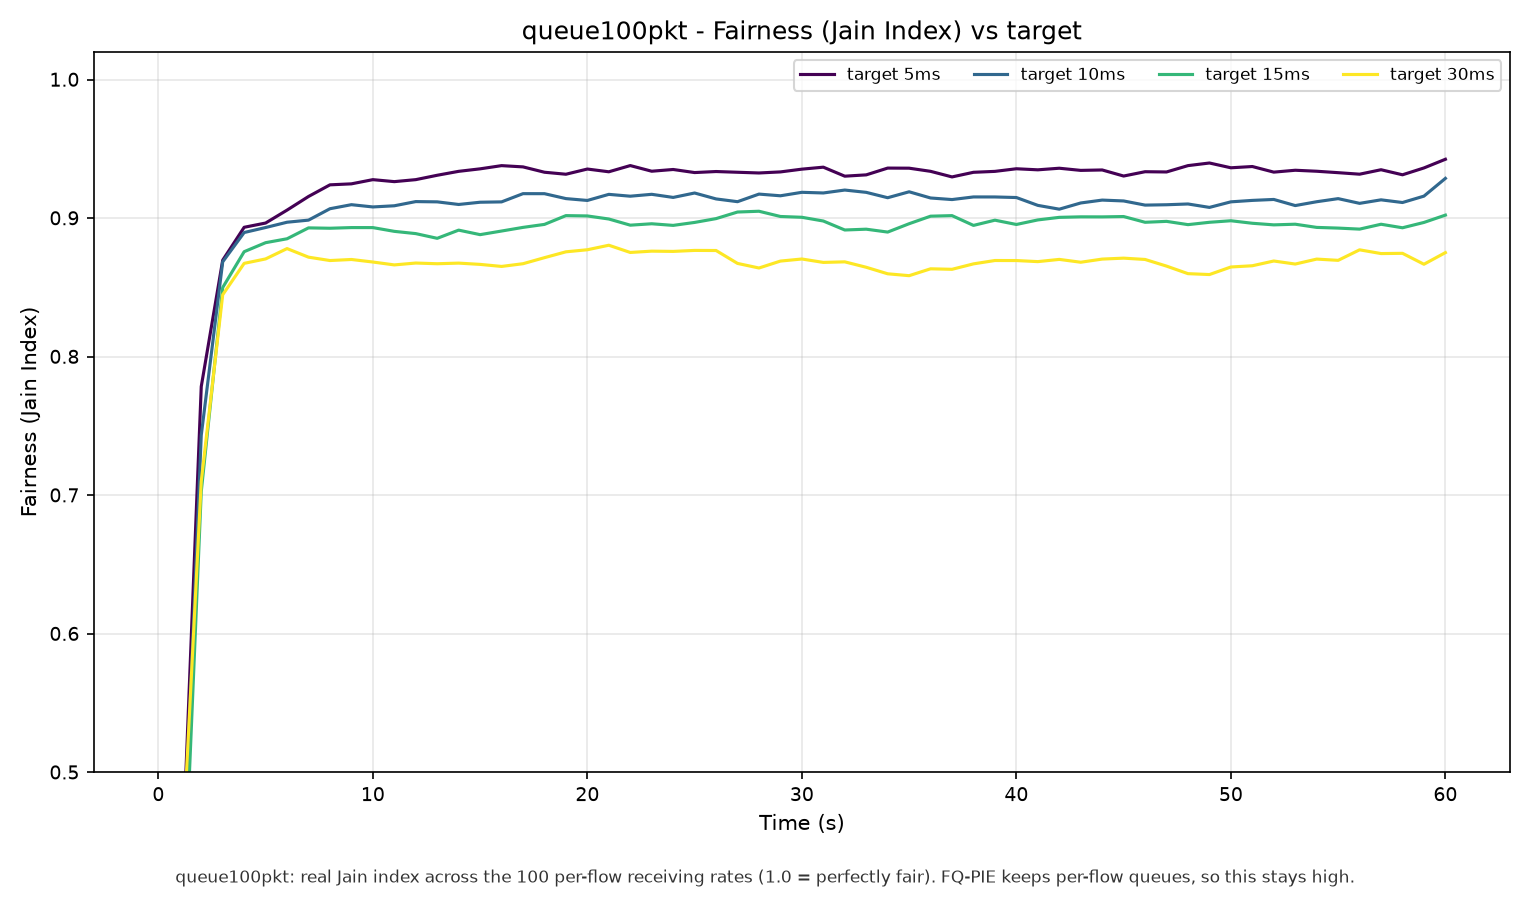 queue100pkt - Fairness (Jain Index) vs target
target 5ms target 10ms target 15ms target 30ms
Fairness (Jain Index)
1.0
0.9
0.8
0.7
0.6
0.5
0 10 20 30 40 50 60
Time (s)
queue100pkt: real Jain index across the 100 per-flow receiving rates (1.0 = perfectly fair). FQ-PIE keeps per-flow queues, so this stays high.